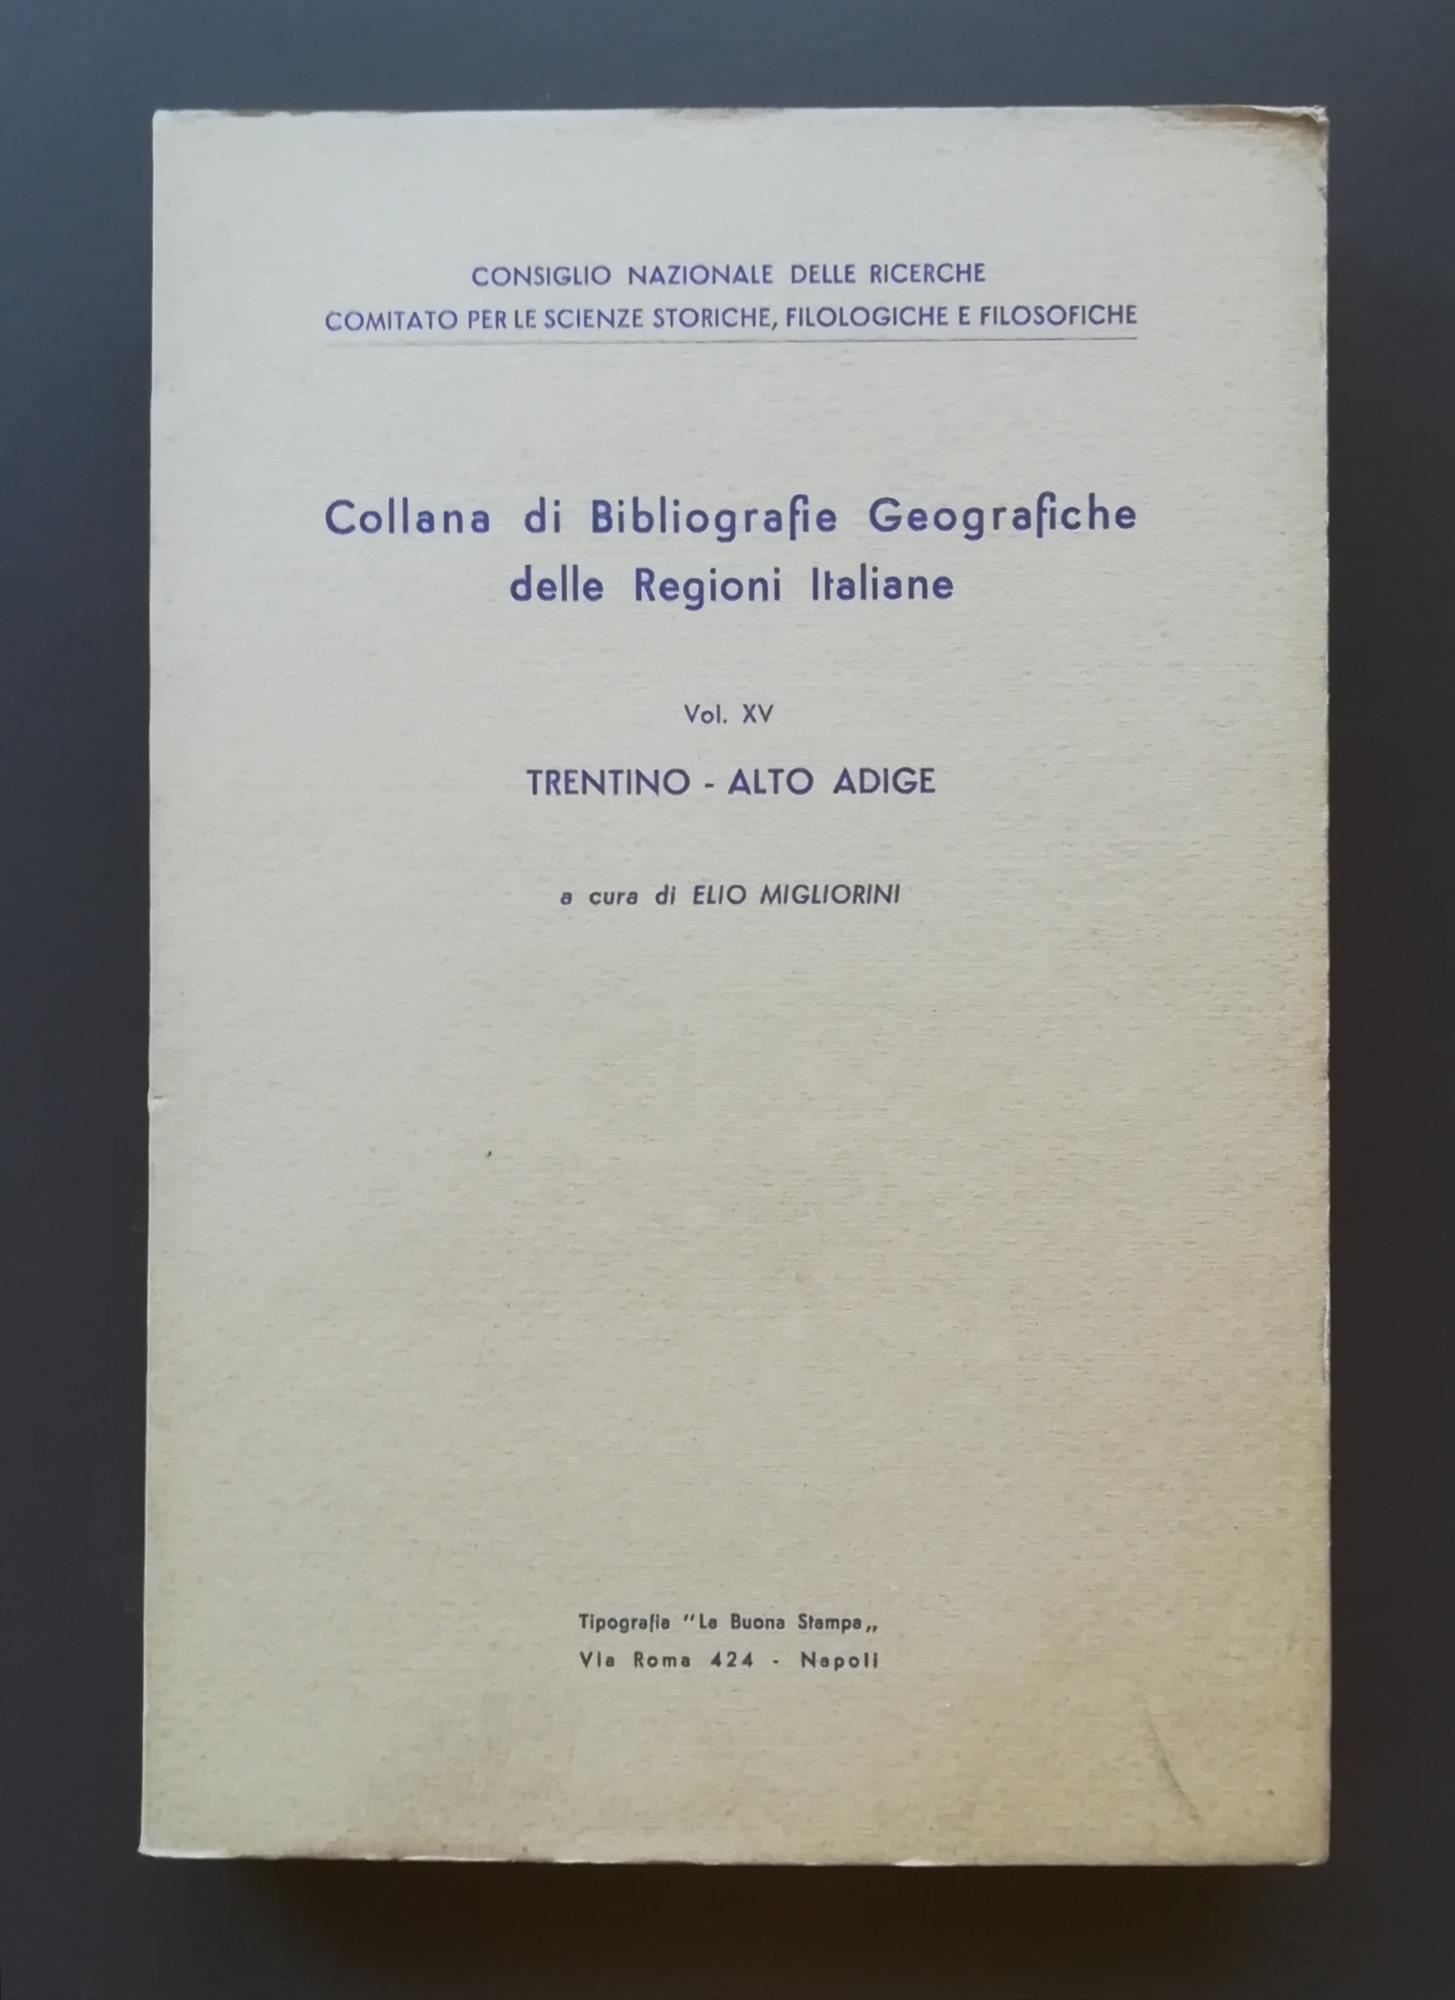 CONSIGLIO NAZIONALE DELLE RICERCHE
COMITATO PER LE SCIENZE STORICHE, FILOLOGICHE E FILOSOFICHE
Collana di Bibliografie Geografiche
delle Regioni Italiane
Vol. XV
TRENTINO - ALTO ADIGE
a cura di ELIO MIGLIORINI
Tipografia "La Buona Stampa„
Via Roma 424 - Napoli